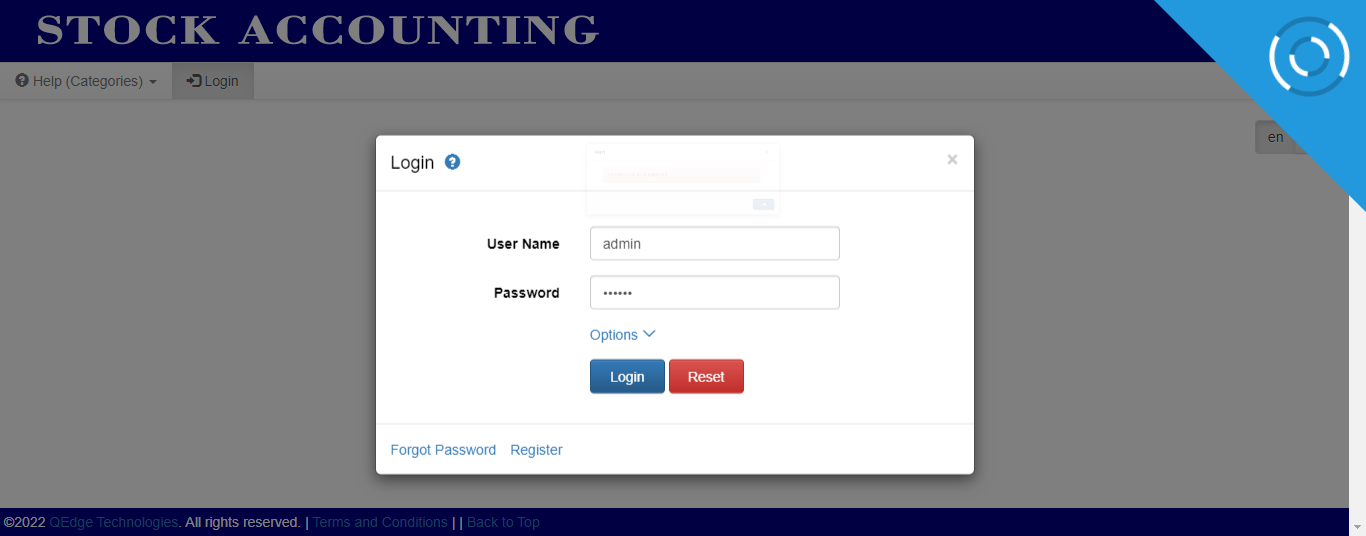 STOCK ACCOUNTING
Help (Categories) Login
en
Login
×
User Name admin
Password ••••••
Options
Login Reset
Forgot Password Register
©2022 QEdge Technologies. All rights reserved. | Terms and Conditions | | Back to Top